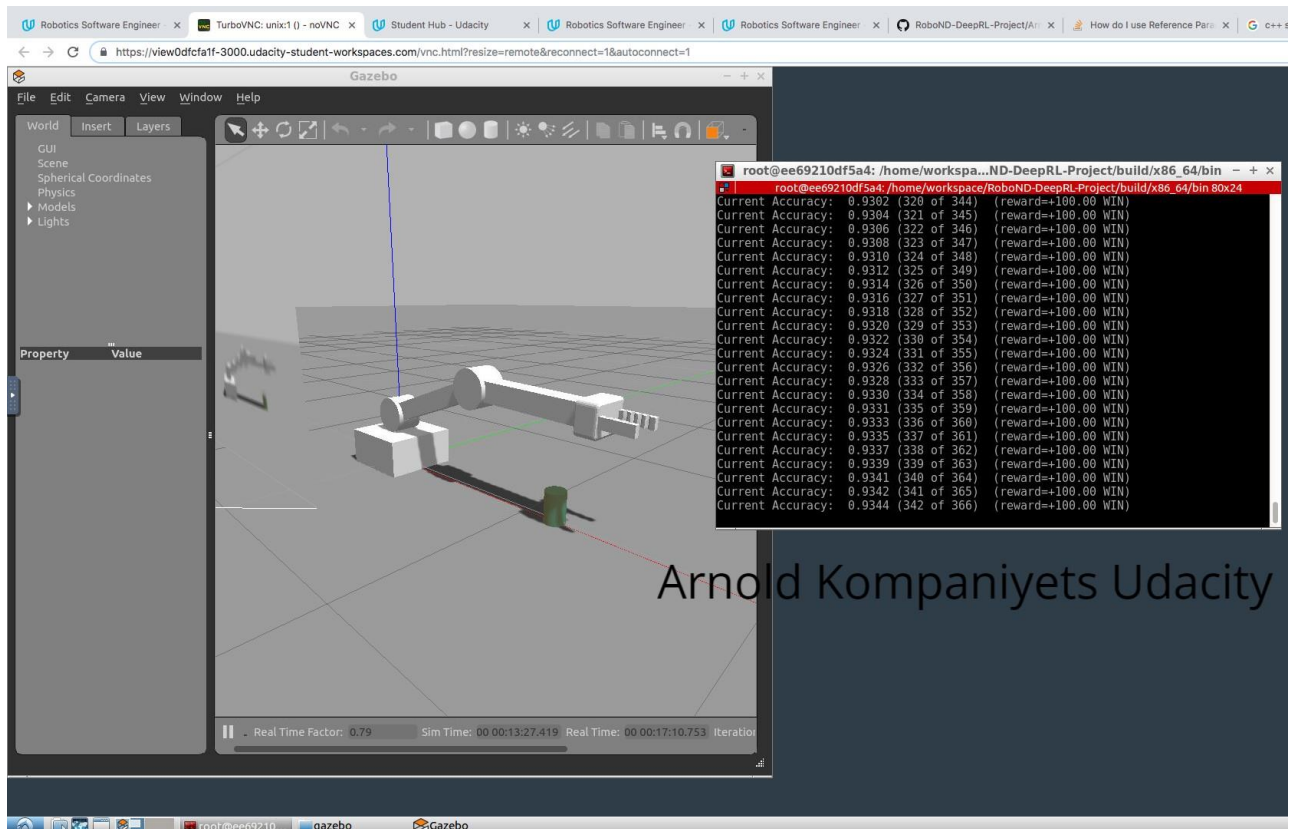 Robotics Software Engineer
TurboVNC: unix:1 () - noVNC
Student Hub - Udacity
Robotics Software Engineer
Robotics Software Engineer
RoboND-DeepRL-Project/Arm
How do I use Reference Para
c++ s
https://view0dfcfa1f-3000.udacity-student-workspaces.com/vnc.html?resize=remote&reconnect=1&autoconnect=1
Gazebo
File Edit Camera View Window Help
World Insert Layers
GUI
Scene
Spherical Coordinates
Physics
Models
Lights
Property Value
Real Time Factor: 0.79 Sim Time: 00 00:13:27.419 Real Time: 00 00:17:10.753 Iteration
root@ee69210df5a4: /home/workspa...ND-DeepRL-Project/build/x86_64/bin
root@ee69210df5a4: /home/workspace/RoboND-DeepRL-Project/build/x86_64/bin 80x24
Current Accuracy: 0.9302 (320 of 344) (reward=+100.00 WIN)
Current Accuracy: 0.9304 (321 of 345) (reward=+100.00 WIN)
Current Accuracy: 0.9306 (322 of 346) (reward=+100.00 WIN)
Current Accuracy: 0.9308 (323 of 347) (reward=+100.00 WIN)
Current Accuracy: 0.9310 (324 of 348) (reward=+100.00 WIN)
Current Accuracy: 0.9312 (325 of 349) (reward=+100.00 WIN)
Current Accuracy: 0.9314 (326 of 350) (reward=+100.00 WIN)
Current Accuracy: 0.9316 (327 of 351) (reward=+100.00 WIN)
Current Accuracy: 0.9318 (328 of 352) (reward=+100.00 WIN)
Current Accuracy: 0.9320 (329 of 353) (reward=+100.00 WIN)
Current Accuracy: 0.9322 (330 of 354) (reward=+100.00 WIN)
Current Accuracy: 0.9324 (331 of 355) (reward=+100.00 WIN)
Current Accuracy: 0.9326 (332 of 356) (reward=+100.00 WIN)
Current Accuracy: 0.9328 (333 of 357) (reward=+100.00 WIN)
Current Accuracy: 0.9330 (334 of 358) (reward=+100.00 WIN)
Current Accuracy: 0.9331 (335 of 359) (reward=+100.00 WIN)
Current Accuracy: 0.9333 (336 of 360) (reward=+100.00 WIN)
Current Accuracy: 0.9335 (337 of 361) (reward=+100.00 WIN)
Current Accuracy: 0.9337 (338 of 362) (reward=+100.00 WIN)
Current Accuracy: 0.9339 (339 of 363) (reward=+100.00 WIN)
Current Accuracy: 0.9341 (340 of 364) (reward=+100.00 WIN)
Current Accuracy: 0.9342 (341 of 365) (reward=+100.00 WIN)
Current Accuracy: 0.9344 (342 of 366) (reward=+100.00 WIN)
Arnold Kompaniyets Udacity
root@ee69210
gazebo
Gazebo